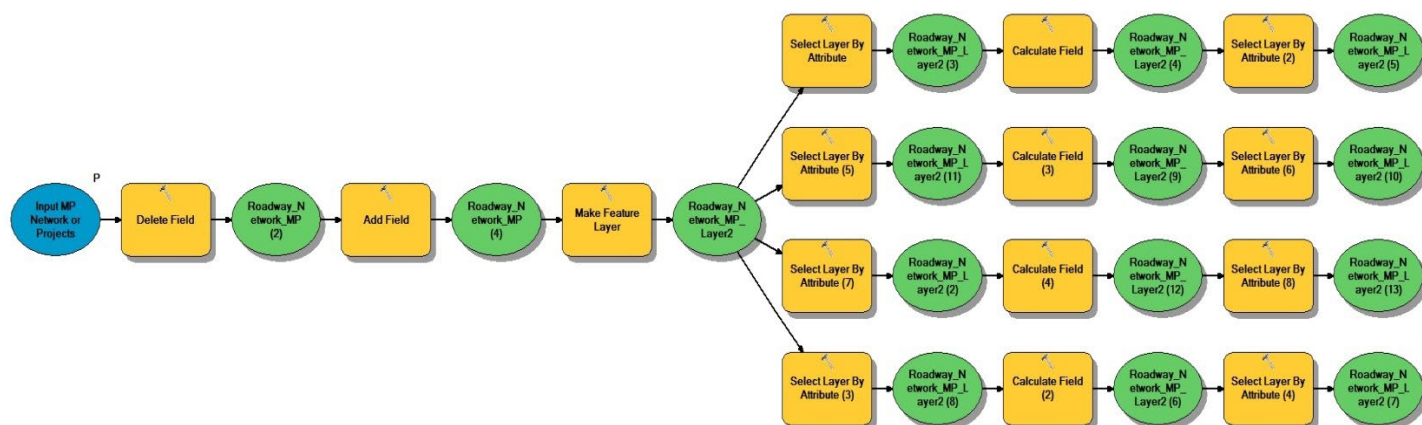 P
Input MP
Network or
Projects
Delete Field
Roadway_N
etwork_MP
(2)
Add Field
Roadway_N
etwork_MP
(4)
Make Feature
Layer
Roadway_N
etwork_MP_
Layer2
Select Layer By
Attribute
Roadway_N
etwork_MP_L
ayer2 (3)
Calculate Field
Roadway_N
etwork_MP_
Layer2 (4)
Select Layer By
Attribute (2)
Roadway_N
etwork_MP_L
ayer2 (5)
Select Layer By
Attribute (5)
Roadway_N
etwork_MP_L
ayer2 (11)
Calculate Field
(3)
Roadway_N
etwork_MP_
Layer2 (9)
Select Layer By
Attribute (6)
Roadway_N
etwork_MP_L
ayer2 (10)
Select Layer By
Attribute (7)
Roadway_N
etwork_MP_L
ayer2 (2)
Calculate Field
(4)
Roadway_N
etwork_MP_
Layer2 (12)
Select Layer By
Attribute (8)
Roadway_N
etwork_MP_L
ayer2 (13)
Select Layer By
Attribute (3)
Roadway_N
etwork_MP_L
ayer2 (8)
Calculate Field
(2)
Roadway_N
etwork_MP_
Layer2 (6)
Select Layer By
Attribute (4)
Roadway_N
etwork_MP_L
ayer2 (7)